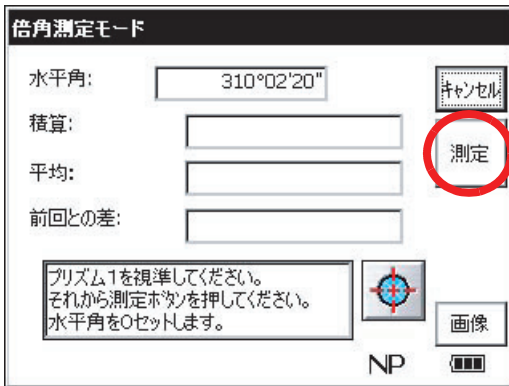 倍角測定モード
水平角: 310°02'20"
キャンセル
積算:
測定
平均:
前回との差:
プリズム1を視準してください。
それから測定ボタンを押してください。
水平角を0セットします。
画像
NP